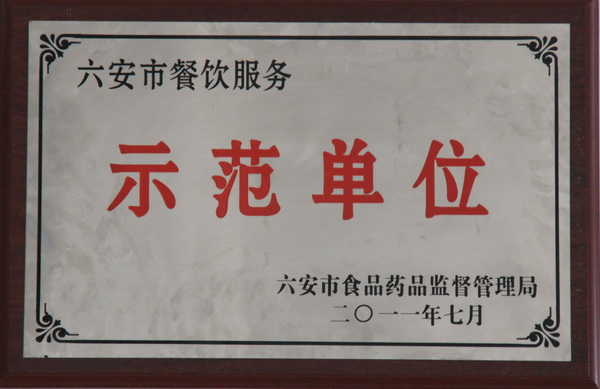 六安市餐饮服务
示范单位
六安市食品药品监督管理局
二〇一一年七月